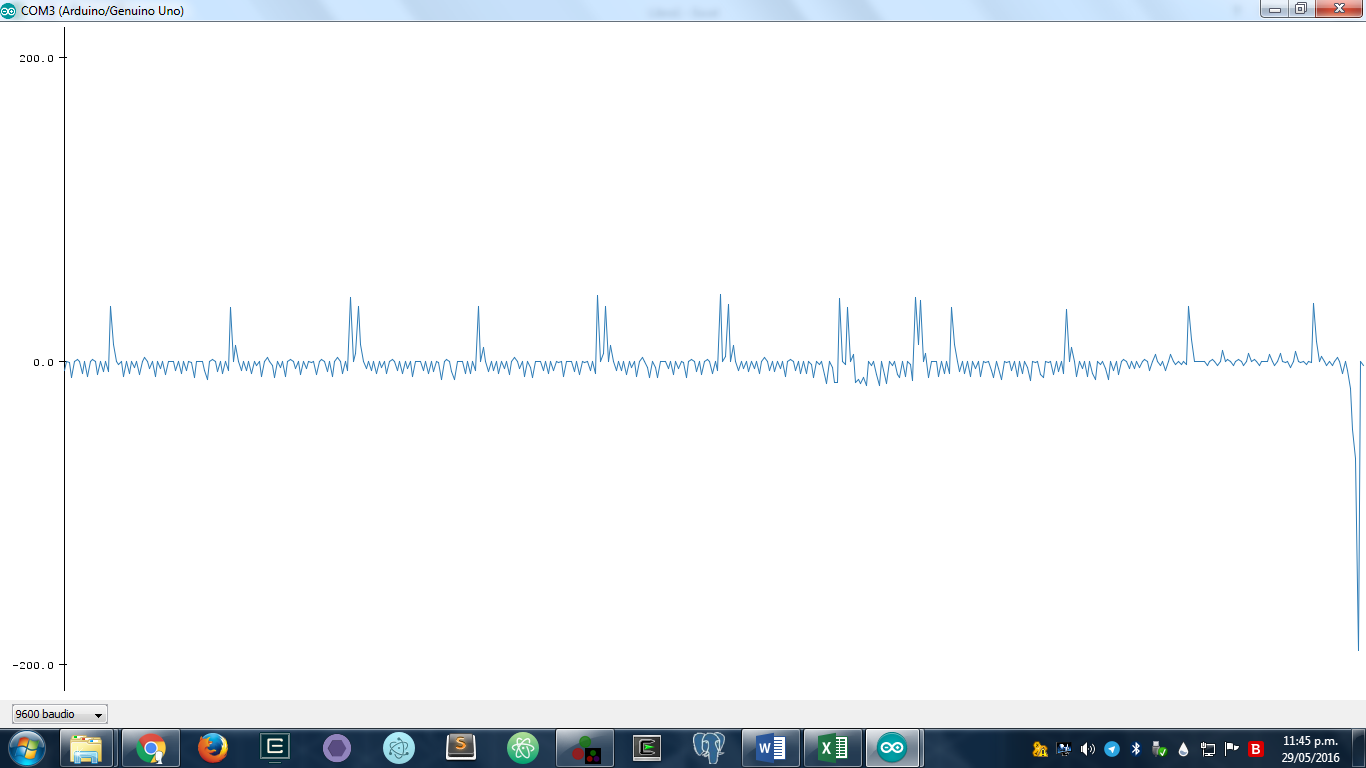 COM3 (Arduino/Genuino Uno)
200.0
0.0
-200.0
9600 baudio
11:45 p.m.
29/05/2016